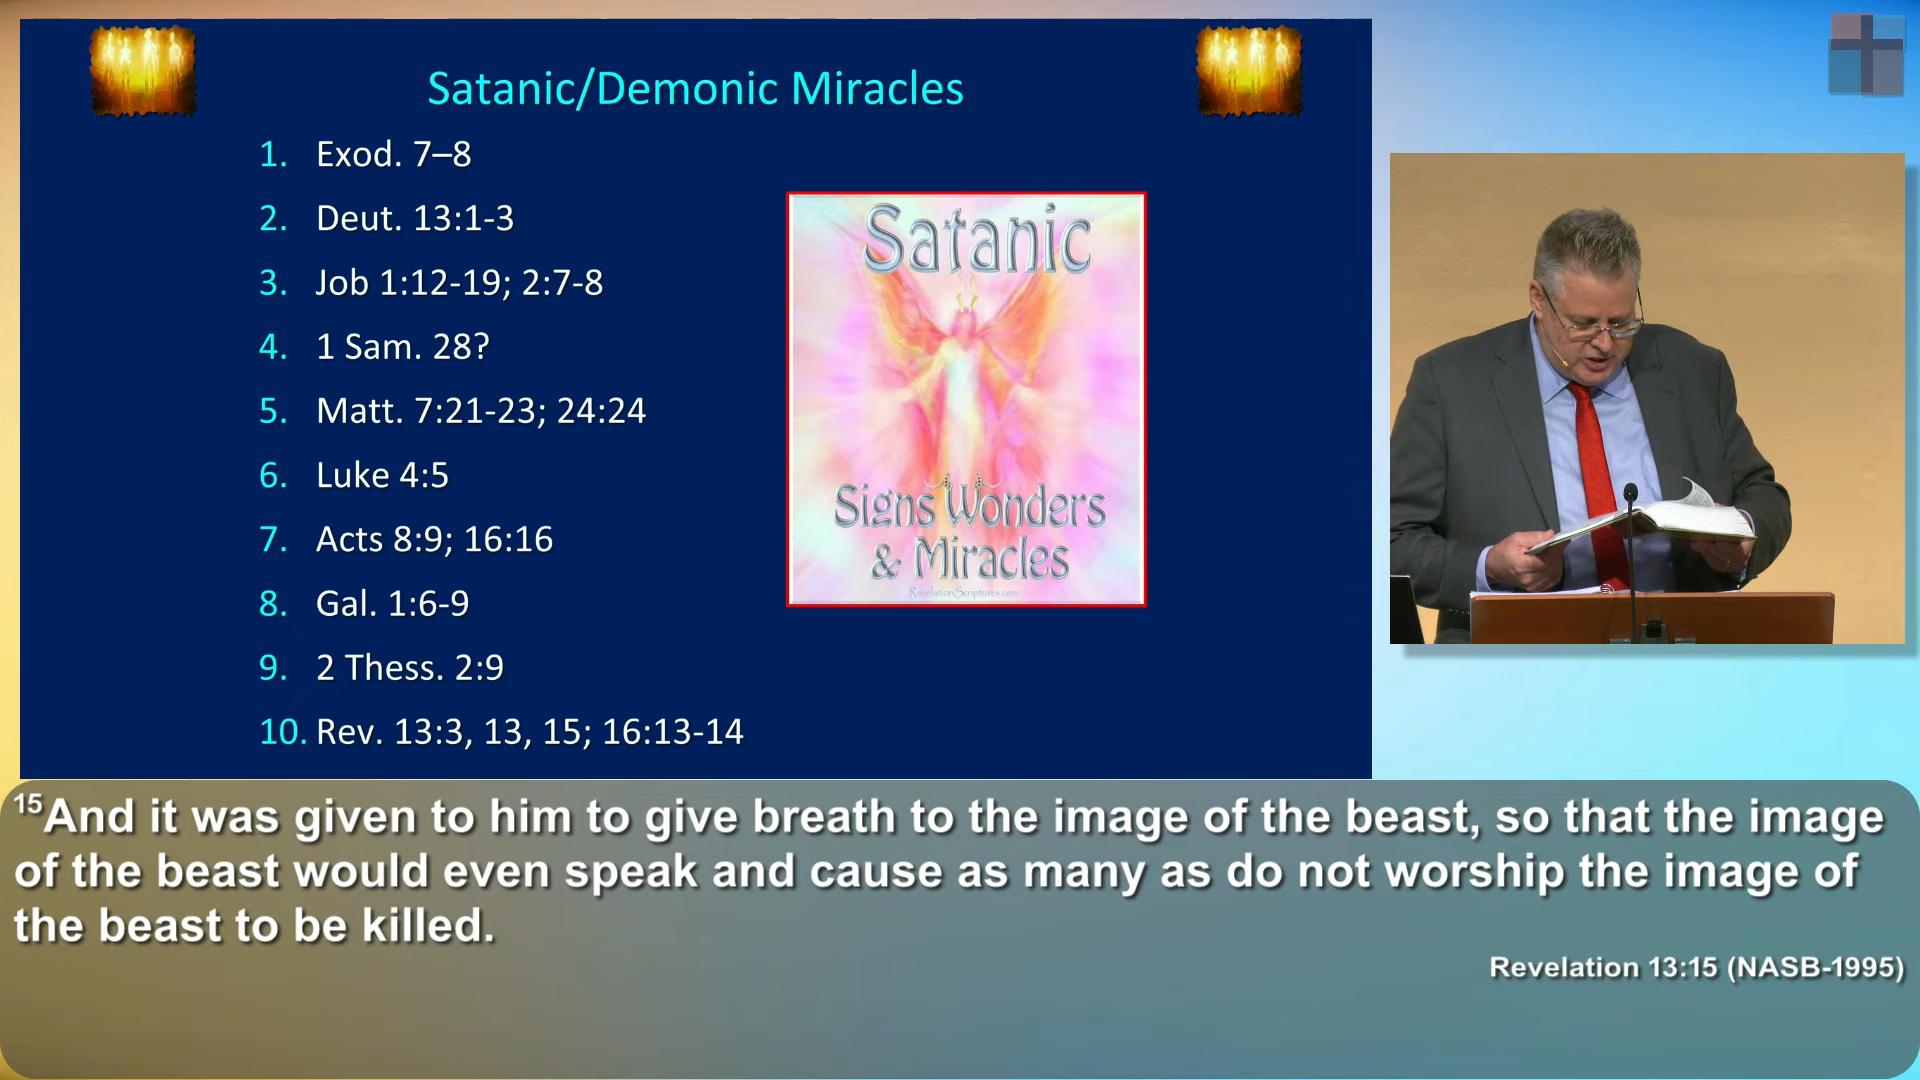 Satanic/Demonic Miracles
1. Exod. 7–8
2. Deut. 13:1-3
3. Job 1:12-19; 2:7-8
4. 1 Sam. 28?
5. Matt. 7:21-23; 24:24
6. Luke 4:5
7. Acts 8:9; 16:16
8. Gal. 1:6-9
9. 2 Thess. 2:9
10. Rev. 13:3, 13, 15; 16:13-14
Satanic
Signs Wonders
& Miracles
RevelationScriptures.com
15And it was given to him to give breath to the image of the beast, so that the image
of the beast would even speak and cause as many as do not worship the image of
the beast to be killed.
Revelation 13:15 (NASB-1995)